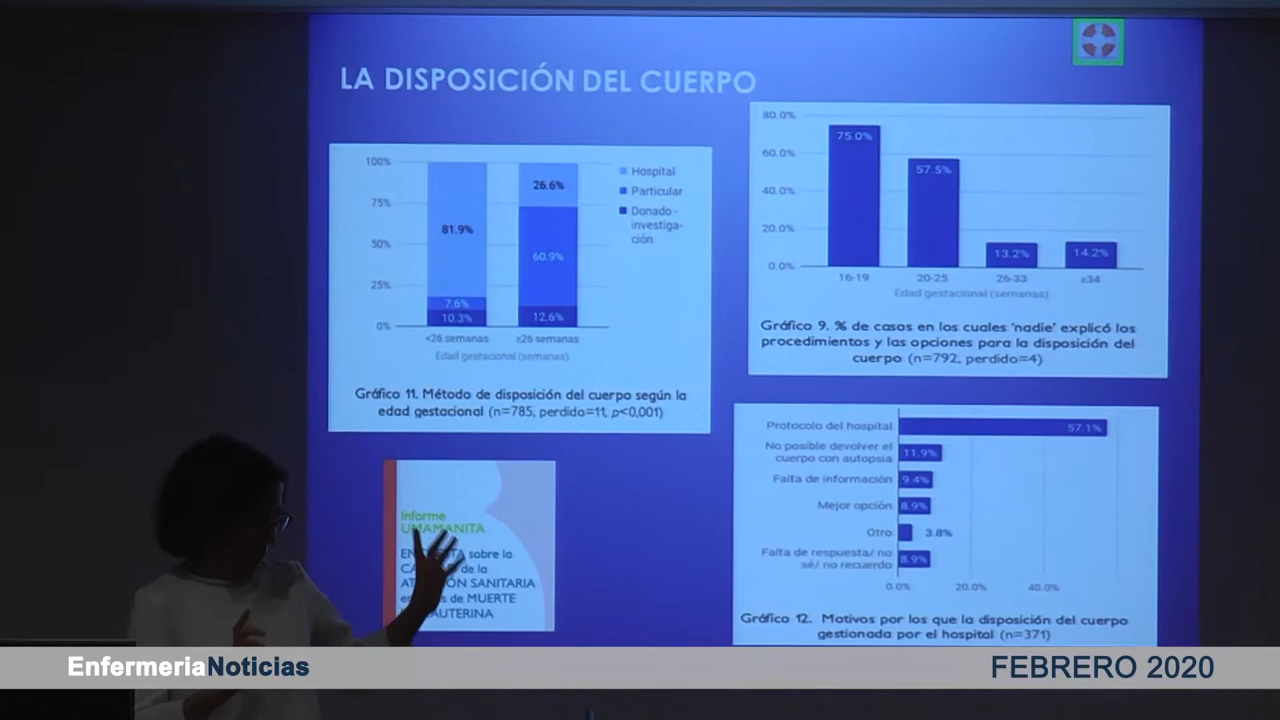 LA DISPOSICIÓN DEL CUERPO
100%
75%
50%
25%
0%
81.9%
7.6%
10.3%
26.6%
60.9%
12.6%
<26 semanas
≥26 semanas
Edad gestacional (semanas)
Hospital
Particular
Donado -
investiga-
ción
Gráfico 11. Método de disposición del cuerpo según la
edad gestacional (n=785, perdido=11, p<0,001)
80.0%
60.0%
40.0%
20.0%
0.0%
75.0%
57.5%
13.2%
14.2%
16-19
20-25
26-33
≥34
Edad gestacional (semanas)
Gráfico 9. % de casos en los cuales 'nadie' explicó los
procedimientos y las opciones para la disposición del
cuerpo (n=792, perdido=4)
Informe
UMAMANITA
sobre la
de la
SANITARIA
de MUERTE
Protocolo del hospital
57.1%
No posible devolver el
cuerpo con autopsia
11.9%
Falta de información
9.4%
Mejor opción
8.9%
Otro
3.8%
Falta de respuesta/ no
sé/ no recuerdo
8.9%
0.0%
20.0%
40.0%
Gráfico 12. Motivos por los que la disposición del cuerpo
gestionada por el hospital (n=371)
EnfermeriaNoticias
FEBRERO 2020